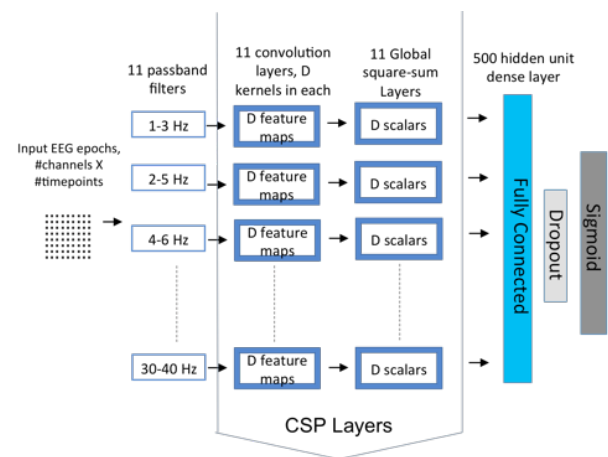 11 passband
filters
11 convolution
layers, D
kernels in each
11 Global
square-sum
Layers
500 hidden unit
dense layer
Input EEG epochs,
#channels X
#timepoints
1-3 Hz
D feature
maps
D scalars
2-5 Hz
D feature
maps
D scalars
4-6 Hz
D feature
maps
D scalars
30-40 Hz
D feature
maps
D scalars
Fully Connected
Dropout
Sigmoid
CSP Layers